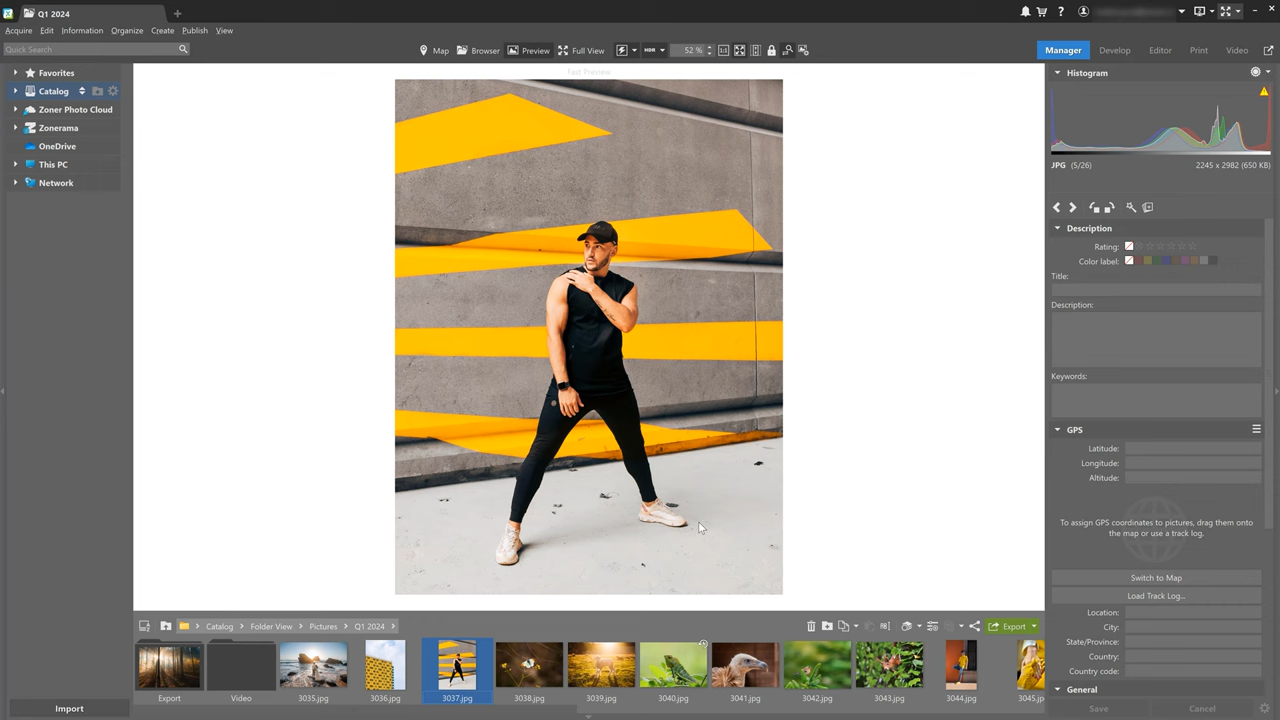 Q1 2024
Acquire Edit Information Organize Create Publish View
Quick Search
Map Browser Preview Full View HDR 52 % 1:1
Manager Develop Editor Print Video
Favorites
Catalog
Zoner Photo Cloud
Zonerama
OneDrive
This PC
Network
Import
Fast Preview
Histogram
JPG (5/26) 2245 x 2982 (650 KB)
Description
Rating:
Color label:
Title:
Description:
Keywords:
GPS
Latitude:
Longitude:
Altitude:
To assign GPS coordinates to pictures, drag them onto
the map or use a track log.
Switch to Map
Load Track Log...
Location:
City:
State/Province:
Country:
Country code:
General
Save Cancel
Catalog Folder View Pictures Q1 2024
Export
Export Video 3035.jpg 3036.jpg 3037.jpg 3038.jpg 3039.jpg 3040.jpg 3041.jpg 3042.jpg 3043.jpg 3044.jpg 3045.j